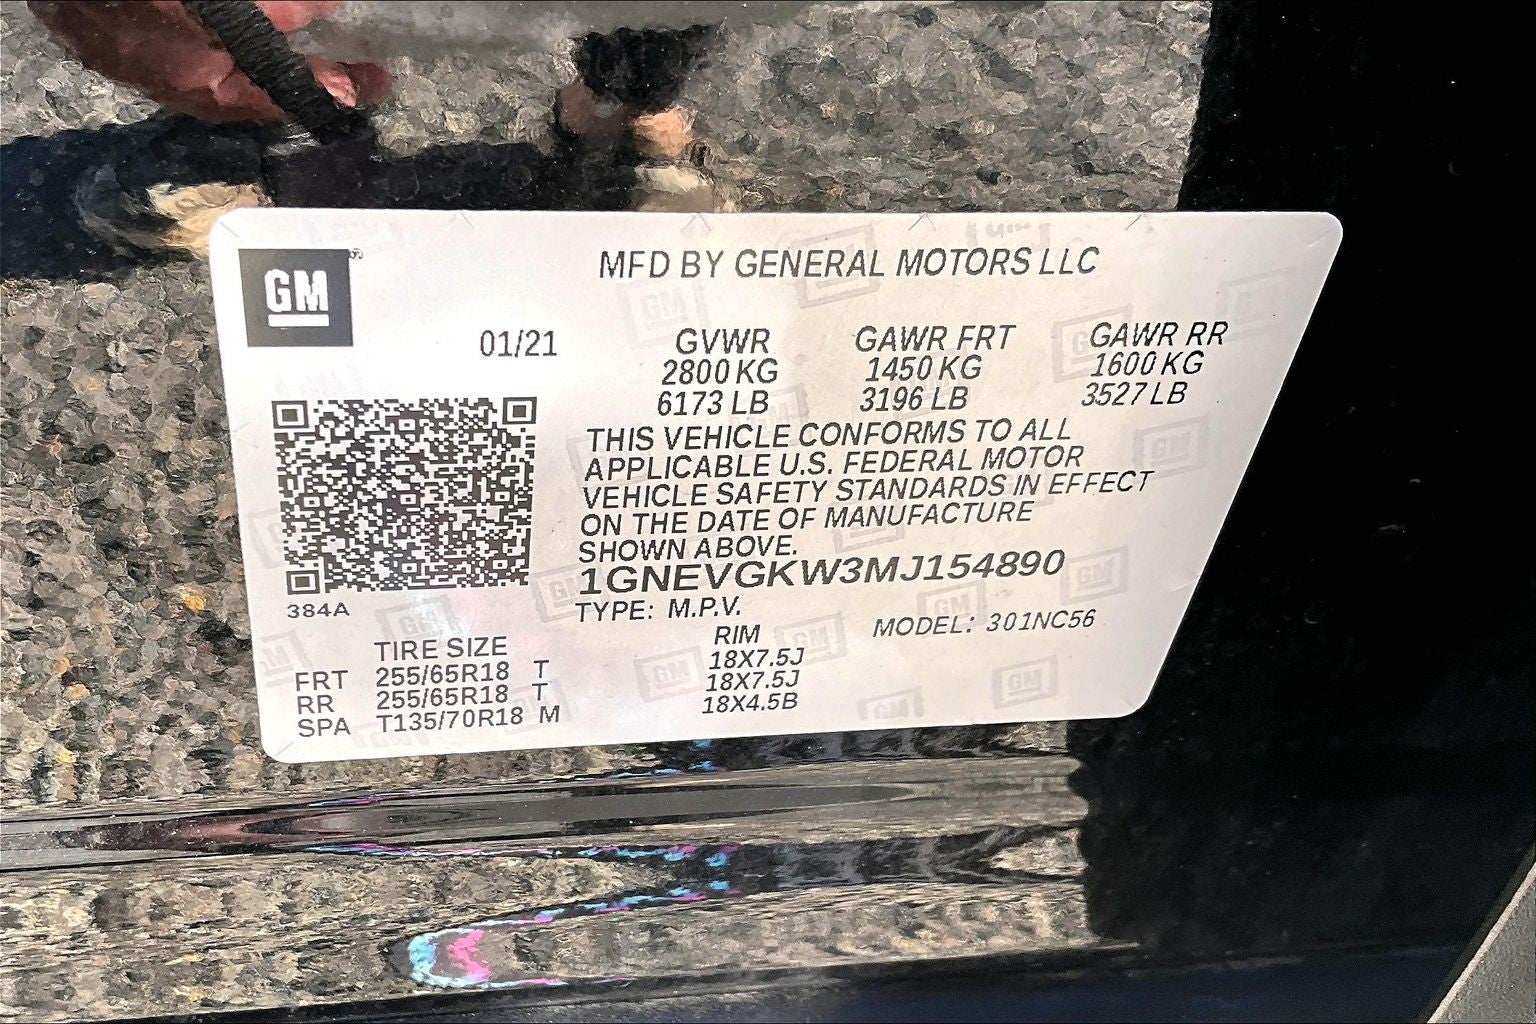 GM
MFD BY GENERAL MOTORS LLC
01/21
GVWR GAWR FRT GAWR RR
2800 KG 1450 KG 1600 KG
6173 LB 3196 LB 3527 LB
THIS VEHICLE CONFORMS TO ALL
APPLICABLE U.S. FEDERAL MOTOR
VEHICLE SAFETY STANDARDS IN EFFECT
ON THE DATE OF MANUFACTURE
SHOWN ABOVE.
1GNEVGKW3MJ154890
384A
TYPE: M.P.V. MODEL: 301NC56
TIRE SIZE RIM
FRT 255/65R18 T 18X7.5J
RR 255/65R18 T 18X7.5J
SPA T135/70R18 M 18X4.5B